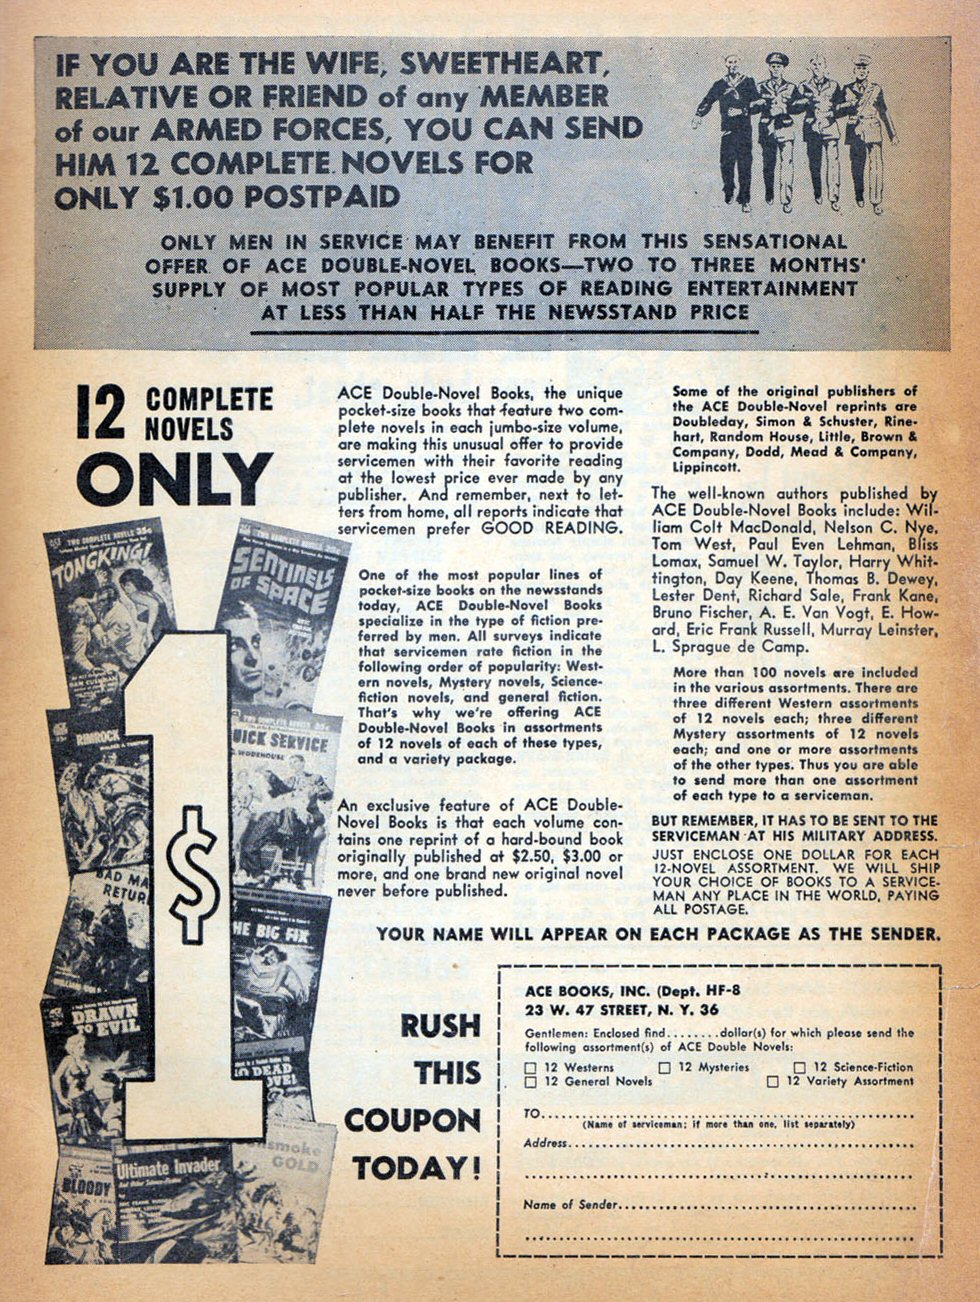 IF YOU ARE THE WIFE, SWEETHEART,
RELATIVE OR FRIEND of any MEMBER
of our ARMED FORCES, YOU CAN SEND
HIM 12 COMPLETE NOVELS FOR
ONLY $1.00 POSTPAID
ONLY MEN IN SERVICE MAY BENEFIT FROM THIS SENSATIONAL
OFFER OF ACE DOUBLE-NOVEL BOOKS—TWO TO THREE MONTHS'
SUPPLY OF MOST POPULAR TYPES OF READING ENTERTAINMENT
AT LESS THAN HALF THE NEWSSTAND PRICE
12 COMPLETE
NOVELS
ONLY
$1
TWO COMPLETE NOVELS 35c
TONGKING!
DAN CUSHMAN
TWO COMPLETE NOVELS
SENTINELS
OF SPACE
RIMROCK
TWO COMPLETE NOVELS
UICK SERVICE
WODEHOUSE
BAD MA
RETUR
HE BIG FIX
DRAWN
TO EVIL
O DEAD
OVE!
BLOODY
Ultimate Invader
smoke
GOLD
ACE Double-Novel Books, the unique
pocket-size books that feature two com-
plete novels in each jumbo-size volume,
are making this unusual offer to provide
servicemen with their favorite reading
at the lowest price ever made by any
publisher. And remember, next to let-
ters from home, all reports indicate that
servicemen prefer GOOD READING.
One of the most popular lines of
pocket-size books on the newsstands
today, ACE Double-Novel Books
specialize in the type of fiction pre-
ferred by men. All surveys indicate
that servicemen rate fiction in the
following order of popularity: West-
ern novels, Mystery novels, Science-
fiction novels, and general fiction.
That's why we're offering ACE
Double-Novel Books in assortments
of 12 novels of each of these types,
and a variety package.
An exclusive feature of ACE Double-
Novel Books is that each volume con-
tains one reprint of a hard-bound book
originally published at $2.50, $3.00 or
more, and one brand new original novel
never before published.
Some of the original publishers of
the ACE Double-Novel reprints are
Doubleday, Simon & Schuster, Rine-
hart, Random House, Little, Brown &
Company, Dodd, Mead & Company,
Lippincott.
The well-known authors published by
ACE Double-Novel Books include: Wil-
liam Colt MacDonald, Nelson C. Nye,
Tom West, Paul Even Lehman, Bliss
Lomax, Samuel W. Taylor, Harry Whit-
tington, Day Keene, Thomas B. Dewey,
Lester Dent, Richard Sale, Frank Kane,
Bruno Fischer, A. E. Van Vogt, E. How-
ard, Eric Frank Russell, Murray Leinster,
L. Sprague de Camp.
More than 100 novels are included
in the various assortments. There are
three different Western assortments
of 12 novels each; three different
Mystery assortments of 12 novels
each; and one or more assortments
of the other types. Thus you are able
to send more than one assortment
of each type to a serviceman.
BUT REMEMBER, IT HAS TO BE SENT TO THE
SERVICEMAN AT HIS MILITARY ADDRESS.
JUST ENCLOSE ONE DOLLAR FOR EACH
12-NOVEL ASSORTMENT. WE WILL SHIP
YOUR CHOICE OF BOOKS TO A SERVICE-
MAN ANY PLACE IN THE WORLD, PAYING
ALL POSTAGE.
YOUR NAME WILL APPEAR ON EACH PACKAGE AS THE SENDER.
RUSH
THIS
COUPON
TODAY!
ACE BOOKS, INC. (Dept. HF-8
23 W. 47 STREET, N. Y. 36
Gentlemen: Enclosed find........dollar(s) for which please send the
following assortment(s) of ACE Double Novels:
□ 12 Westerns □ 12 Mysteries □ 12 Science-Fiction
□ 12 General Novels □ 12 Variety Assortment
TO
(Name of serviceman; if more than one, list separately)
Address
Name of Sender